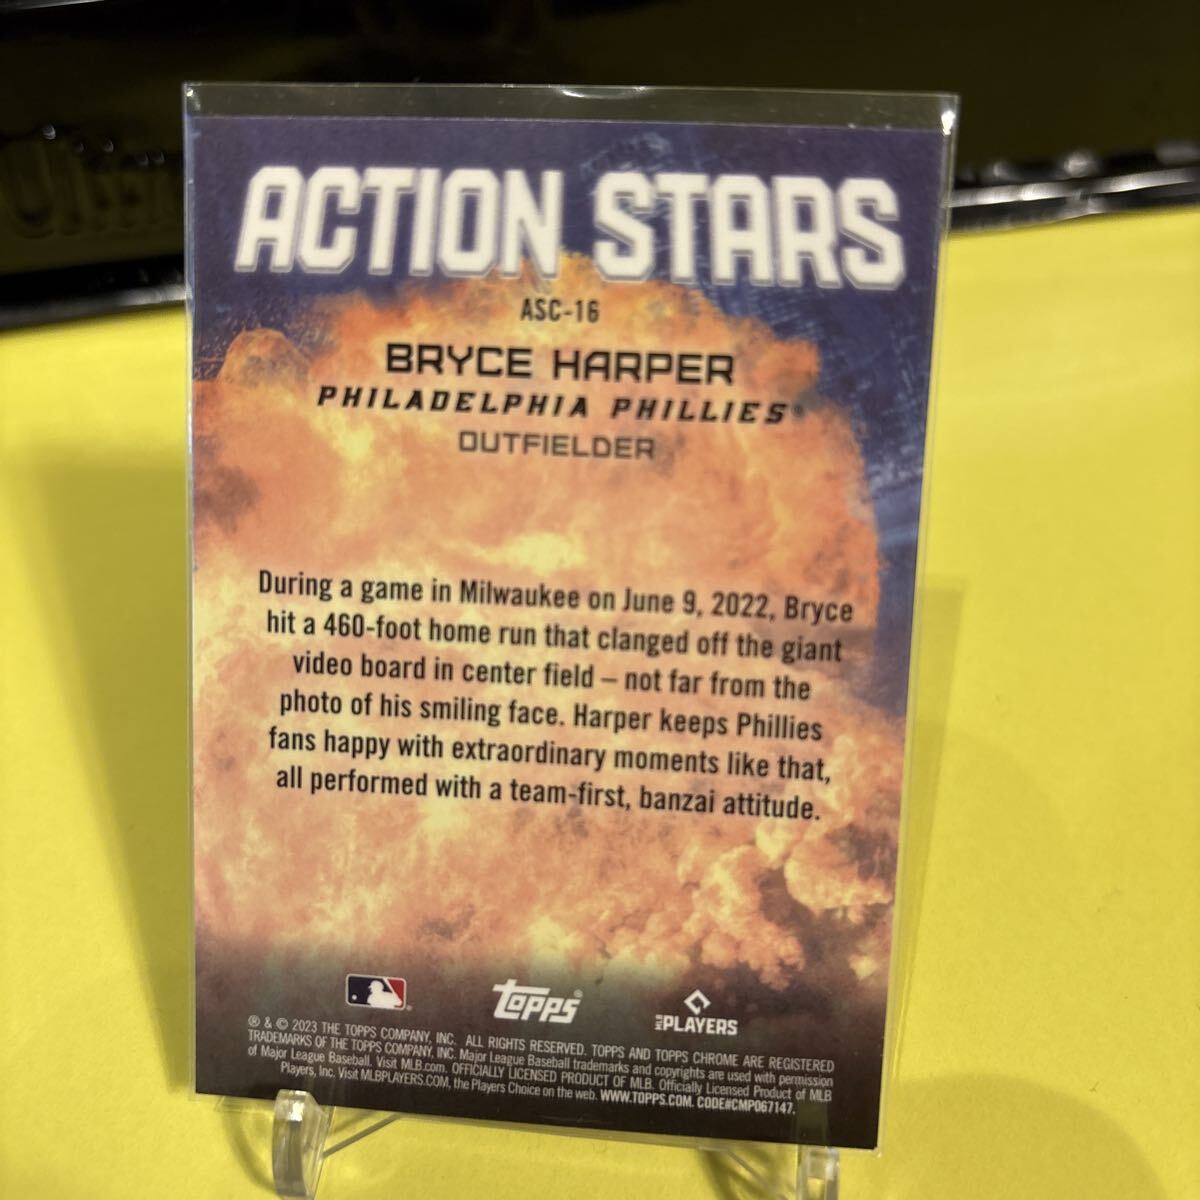 ACTION STARS
ASC-16
BRYCE HARPER
PHILADELPHIA PHILLIES®
OUTFIELDER
During a game in Milwaukee on June 9, 2022, Bryce
hit a 460-foot home run that clanged off the giant
video board in center field – not far from the
photo of his smiling face. Harper keeps Phillies
fans happy with extraordinary moments like that,
all performed with a team-first, banzai attitude.
topps®
MLB PLAYERS
® & © 2023 THE TOPPS COMPANY, INC. ALL RIGHTS RESERVED. TOPPS AND TOPPS CHROME ARE REGISTERED
TRADEMARKS OF THE TOPPS COMPANY, INC. Major League Baseball trademarks and copyrights are used with permission
of Major League Baseball. Visit MLB.com. OFFICIALLY LICENSED PRODUCT OF MLB. Officially Licensed Product of MLB
Players, Inc. Visit MLBPLAYERS.COM, the Players Choice on the web. WWW.TOPPS.COM. CODE#CMP067147.